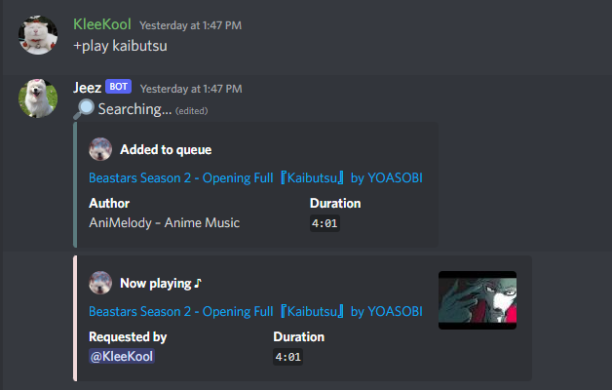 KleeKool Yesterday at 1:47 PM
+play kaibutsu
Jeez BOT Yesterday at 1:47 PM
🔎 Searching... (edited)
Added to queue
Beastars Season 2 - Opening Full『Kaibutsu』by YOASOBI
Author Duration
AniMelody – Anime Music 4:01
Now playing ♪
Beastars Season 2 - Opening Full『Kaibutsu』by YOASOBI
Requested by Duration
@KleeKool 4:01